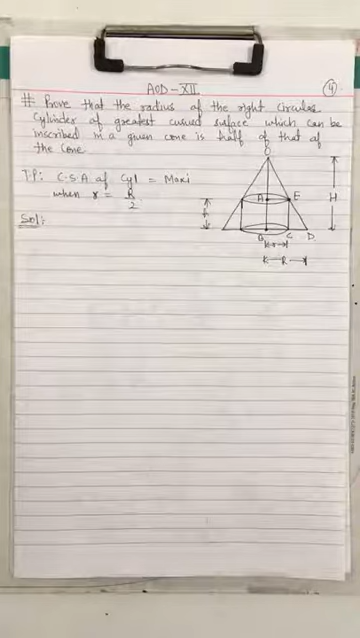 AOD-XII
④
# Prove that the radius of the right circular
Cylinder of greatest curved surface which can be
inscribed in a given cone is half of that of
the Cone.
O
T.P: C.S.A of Cyl = Maxi
when r = R/2
A E
h
H
Sol:
B C D
r
R